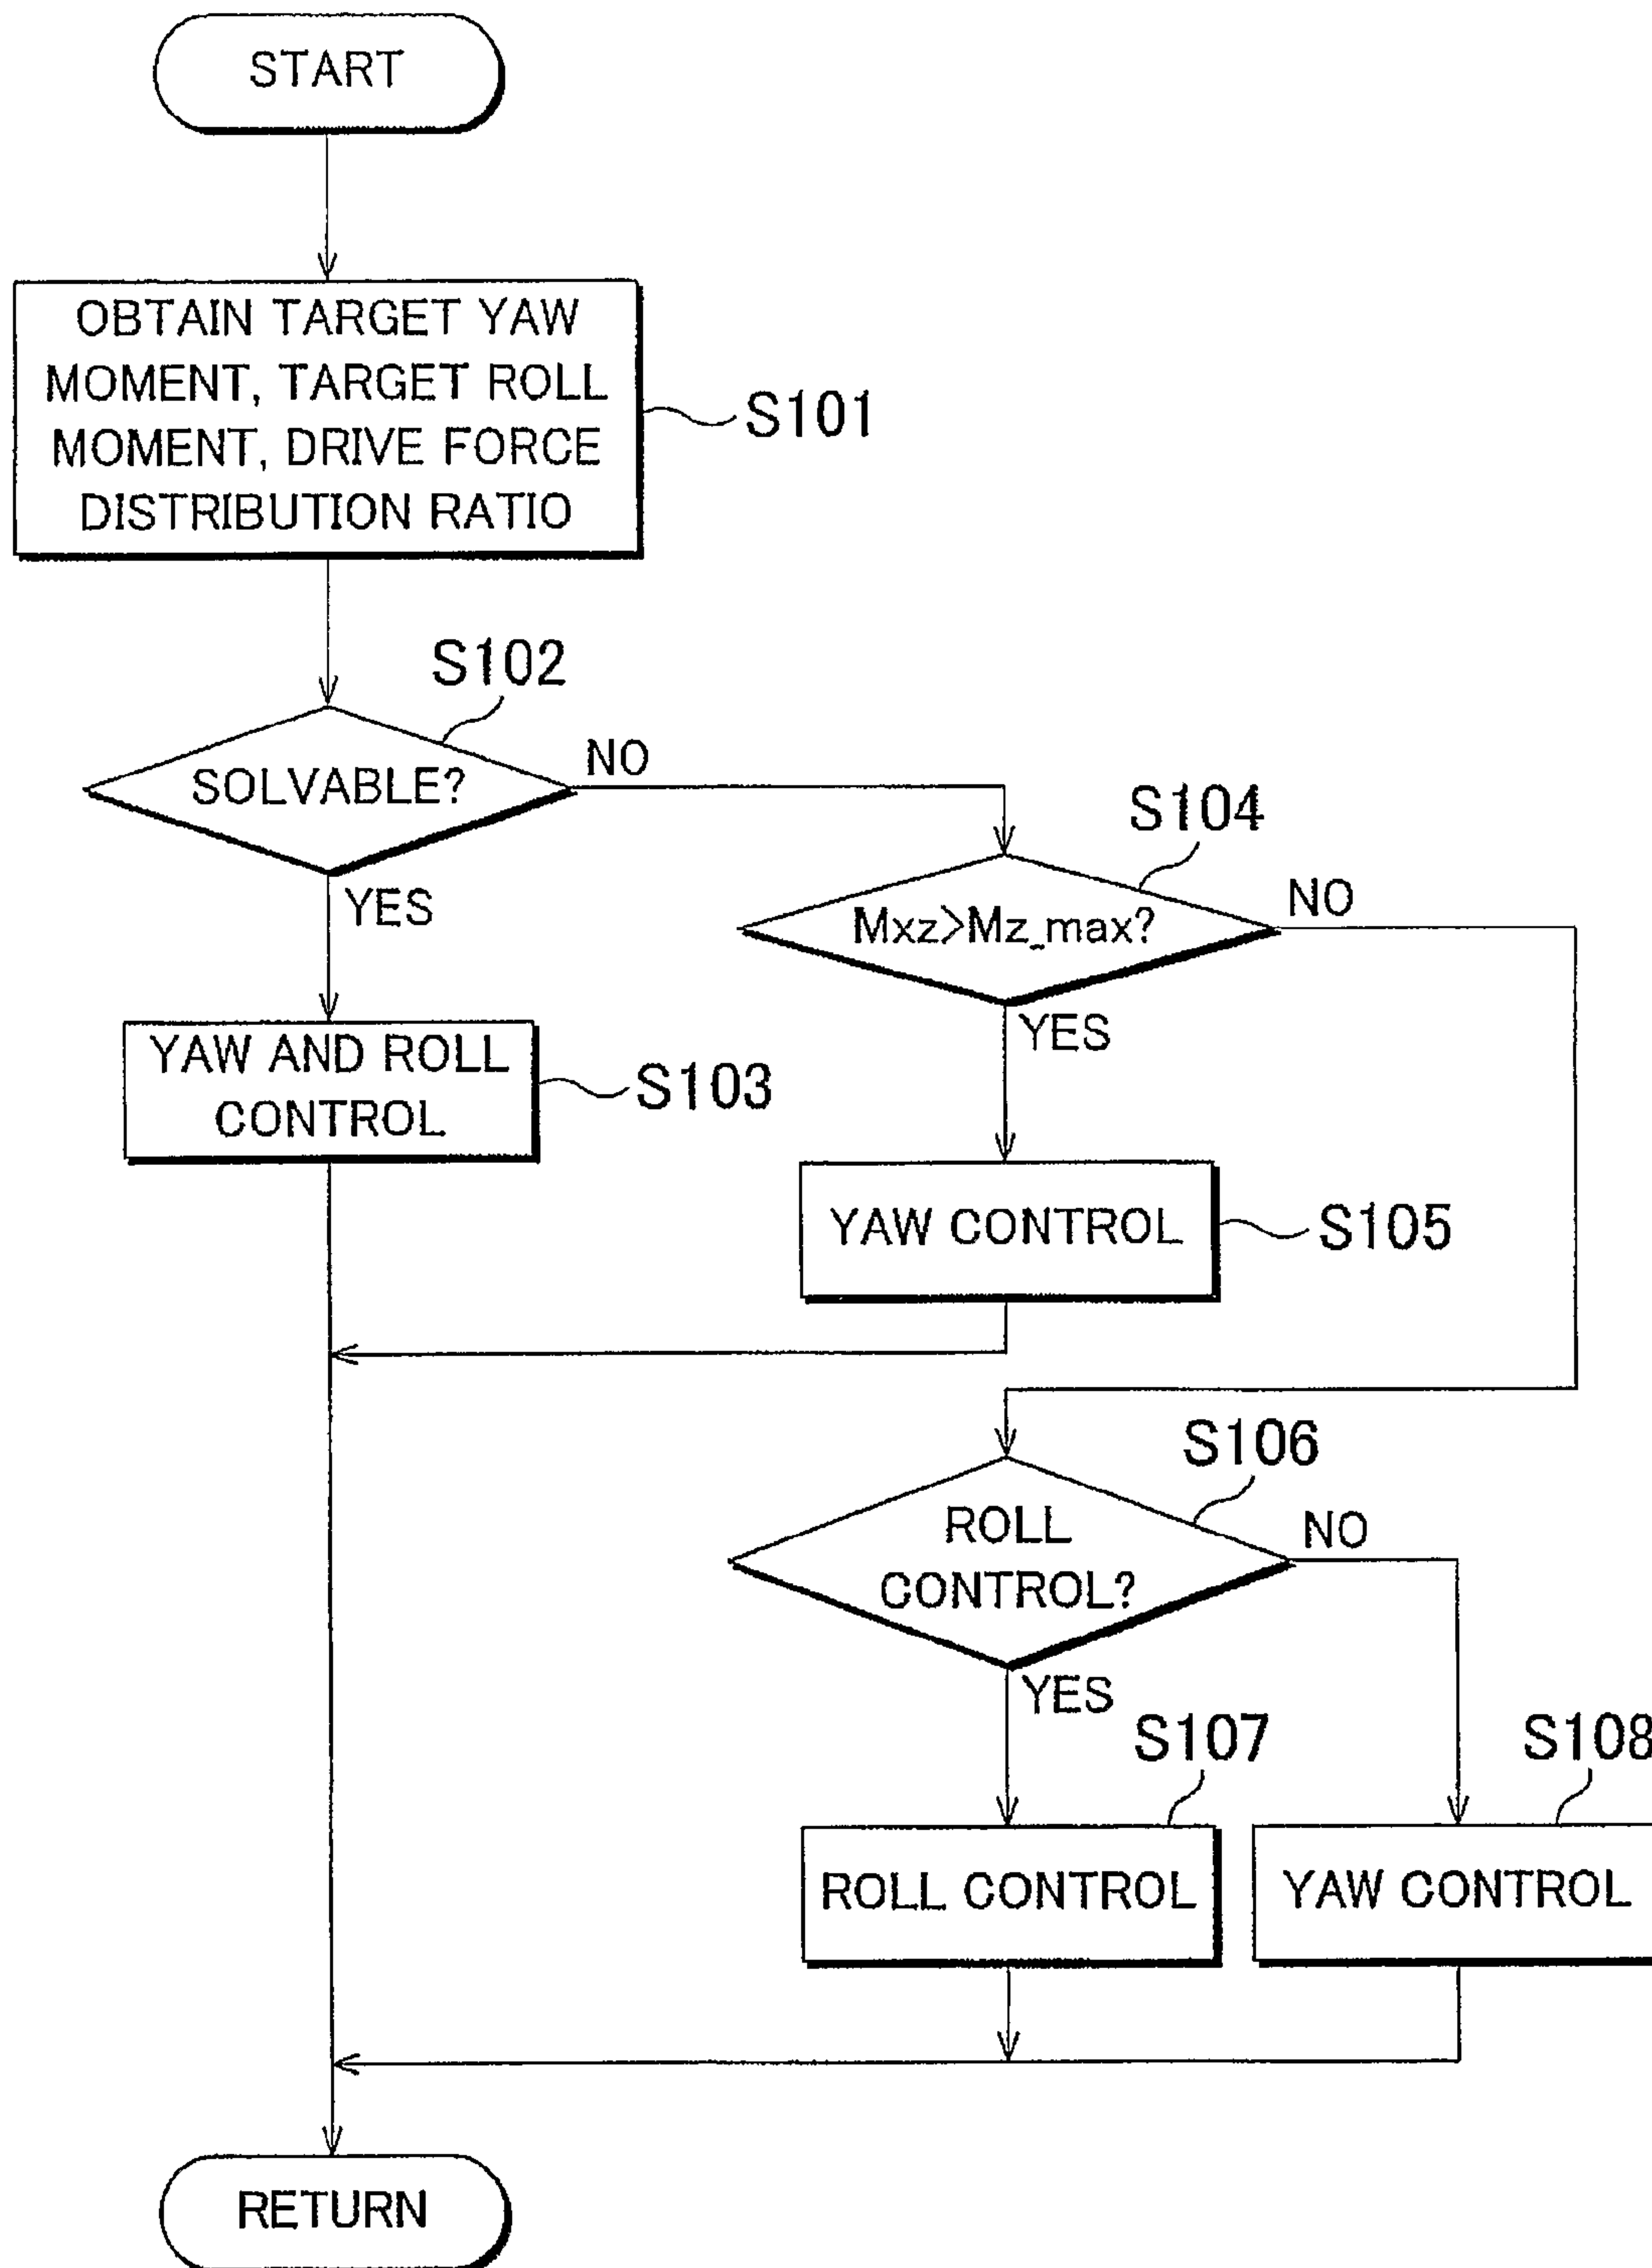 START
OBTAIN TARGET YAW
MOMENT, TARGET ROLL
MOMENT, DRIVE FORCE
DISTRIBUTION RATIO
S101
S102
SOLVABLE?
NO
YES
S104
Mxz>Mz_max?
NO
YES
YAW AND ROLL
CONTROL
S103
YAW CONTROL
S105
S106
ROLL
CONTROL?
NO
YES
S107
S108
ROLL CONTROL
YAW CONTROL
RETURN